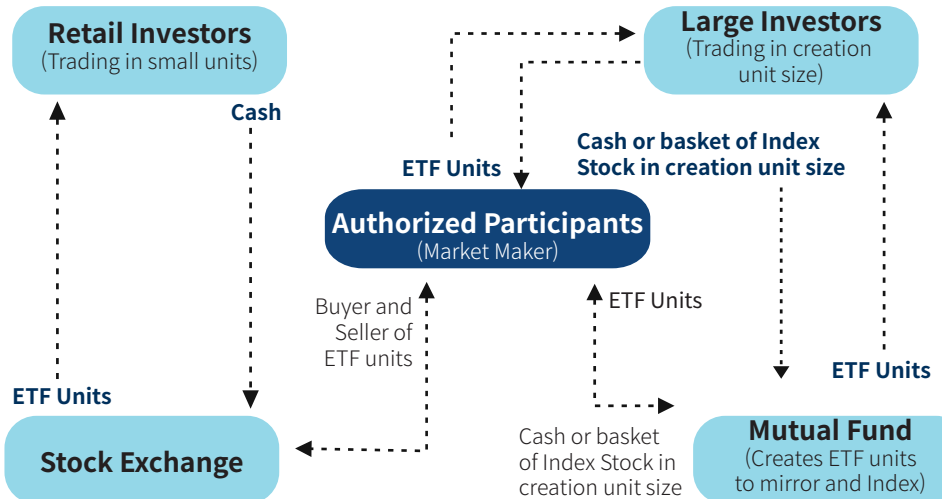 Retail Investors
(Trading in small units)
Large Investors
(Trading in creation
unit size)
Cash
Cash or basket of Index
Stock in creation unit size
ETF Units
Authorized Participants
(Market Maker)
Buyer and
Seller of
ETF units
ETF Units
ETF Units
ETF Units
Stock Exchange
Cash or basket
of Index Stock in
creation unit size
Mutual Fund
(Creates ETF units
to mirror and Index)